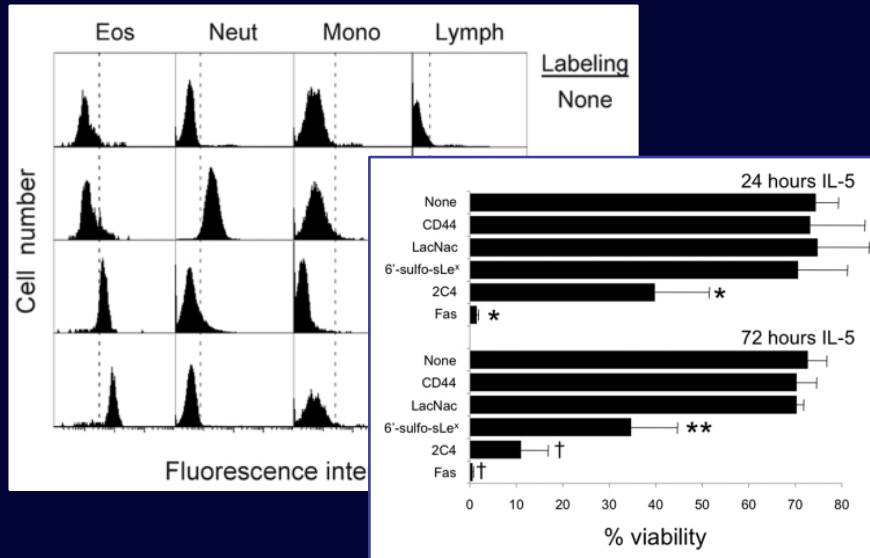 Eos Neut Mono Lymph
Labeling
None
Cell number
Fluorescence inte
24 hours IL-5
None
CD44
LacNac
6'-sulfo-sLeˣ
2C4 *
Fas *
72 hours IL-5
None
CD44
LacNac
6'-sulfo-sLeˣ **
2C4 †
Fas †
0 10 20 30 40 50 60 70 80
% viability